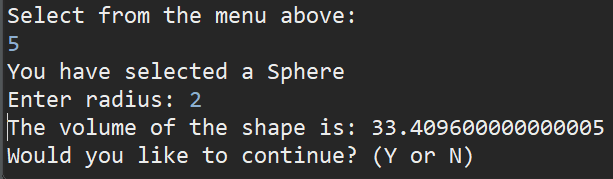 Select from the menu above:
5
You have selected a Sphere
Enter radius: 2
The volume of the shape is: 33.409600000000005
Would you like to continue? (Y or N)